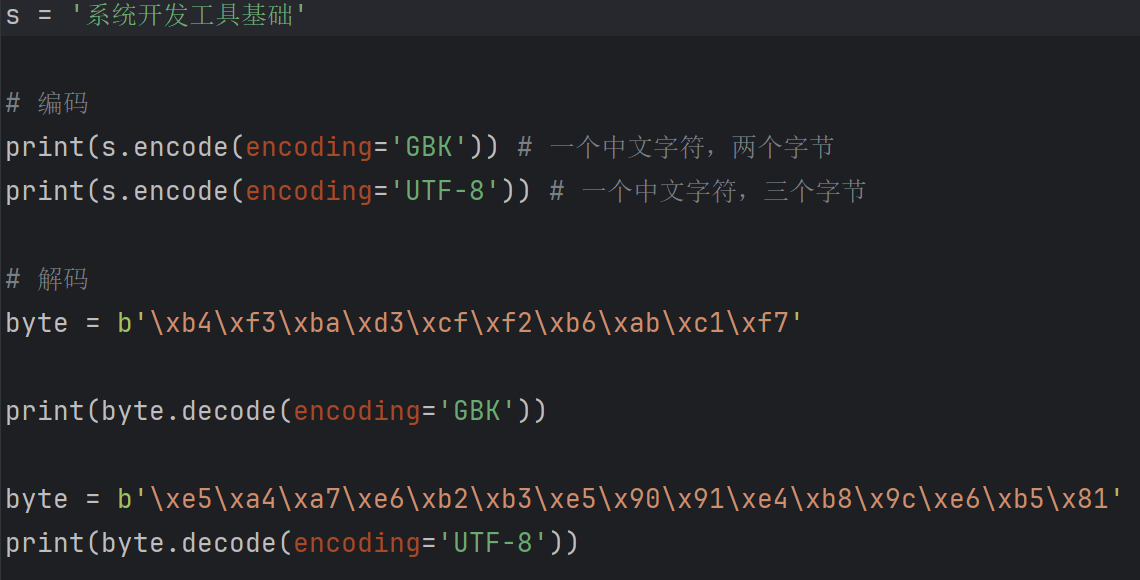 s = '系统开发工具基础'
# 编码
print(s.encode(encoding='GBK')) # 一个中文字符，两个字节
print(s.encode(encoding='UTF-8')) # 一个中文字符，三个字节
# 解码
byte = b'\xb4\xf3\xba\xd3\xcf\xf2\xb6\xab\xc1\xf7'
print(byte.decode(encoding='GBK'))
byte = b'\xe5\xa4\xa7\xe6\xb2\xb3\xe5\x90\x91\xe4\xb8\x9c\xe6\xb5\x81'
print(byte.decode(encoding='UTF-8'))